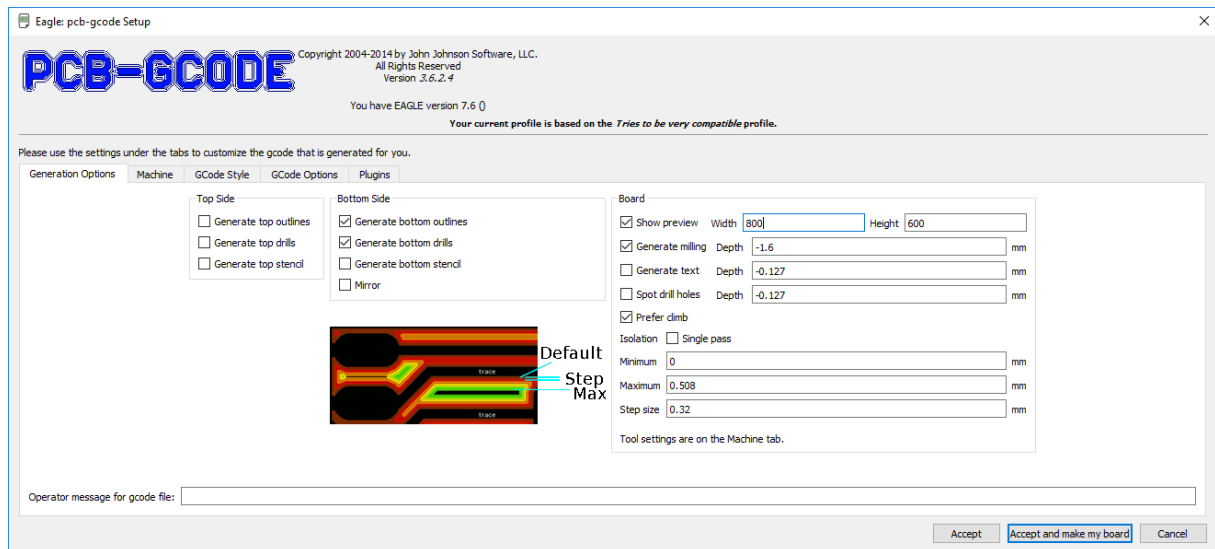 Eagle: pcb-gcode Setup
PCB-GCODE
Copyright 2004-2014 by John Johnson Software, LLC.
All Rights Reserved
Version 3.6.2.4
You have EAGLE version 7.6 ()
Your current profile is based on the Tries to be very compatible profile.
Please use the settings under the tabs to customize the gcode that is generated for you.
Generation Options Machine GCode Style GCode Options Plugins
Top Side
Generate top outlines
Generate top drills
Generate top stencil
Bottom Side
Generate bottom outlines
Generate bottom drills
Generate bottom stencil
Mirror
trace
trace
Default
Step
Max
Board
Show preview Width 800 Height 600
Generate milling Depth -1.6 mm
Generate text Depth -0.127 mm
Spot drill holes Depth -0.127 mm
Prefer climb
Isolation Single pass
Minimum 0 mm
Maximum 0.508 mm
Step size 0.32 mm
Tool settings are on the Machine tab.
Operator message for gcode file:
Accept Accept and make my board Cancel